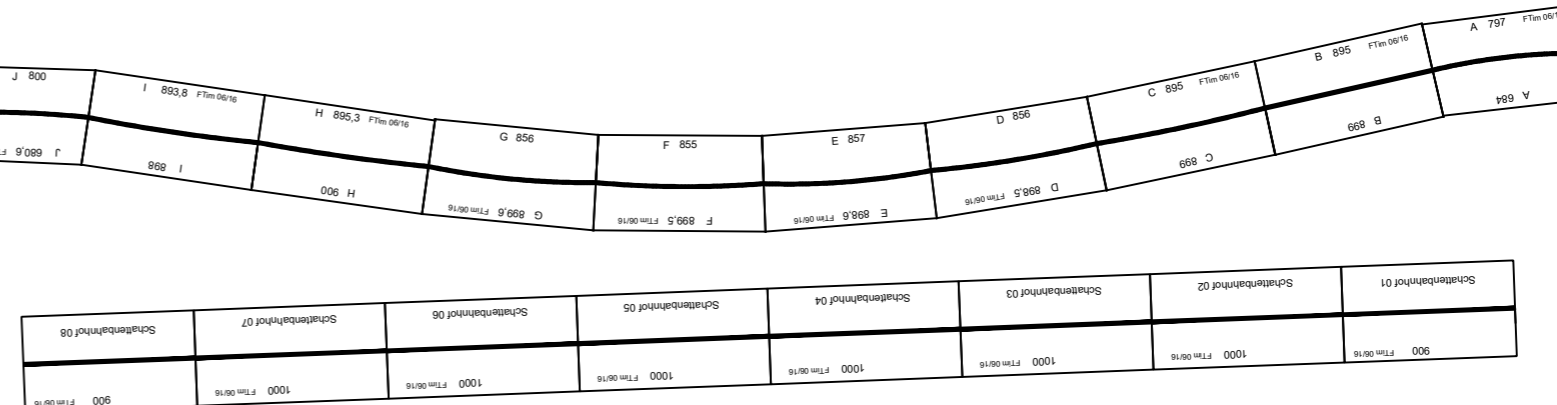 J 800
I 893,8 FTim 06/16
H 895,3 FTim 06/16
G 856
F 855
E 857
D 856
C 895 FTim 06/16
B 895 FTim 06/16
A 797 FTim 06/1
J 680,6 F
I 898
H 900
G 899,6 FTim 06/16
F 899,5 FTim 06/16
E 898,6 FTim 06/16
D 898,5 FTim 06/16
C 899
B 899
A 684
Schattenbahnhof 08
Schattenbahnhof 07
Schattenbahnhof 06
Schattenbahnhof 05
Schattenbahnhof 04
Schattenbahnhof 03
Schattenbahnhof 02
Schattenbahnhof 01
900 FTim 06/16
1000 FTim 06/16
1000 FTim 06/16
1000 FTim 06/16
1000 FTim 06/16
1000 FTim 06/16
1000 FTim 06/16
900 FTim 06/16